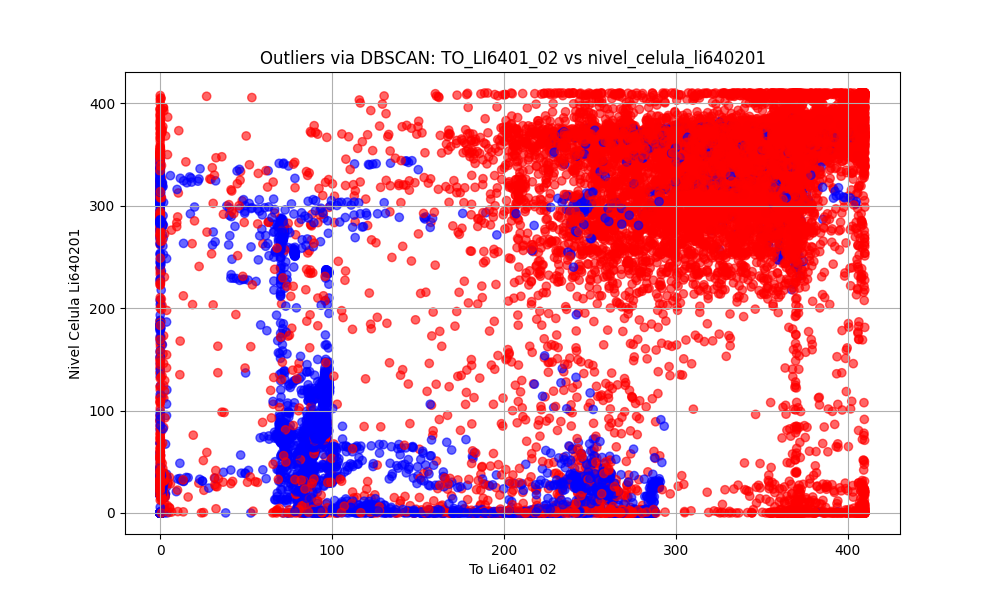 Outliers via DBSCAN: TO_LI6401_02 vs nivel_celula_li640201
400
300
200
100
0
Nivel Celula Li640201
0 100 200 300 400
To Li6401 02